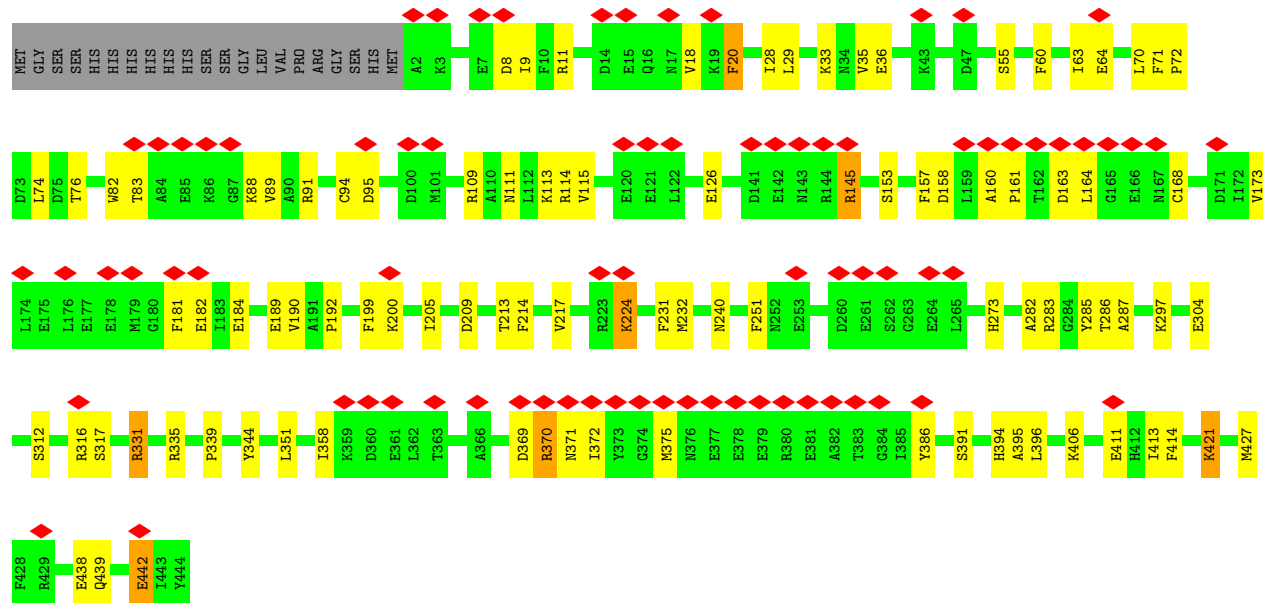 MET GLY SER SER HIS HIS HIS HIS HIS HIS SER SER GLY LEU VAL PRO ARG GLY SER HIS MET A2 K3 E7 D8 I9 F10 R11 D14 E15 Q16 N17 V18 K19 F20 I28 L29 K33 N34 V35 E36 K43 D47 S55 F60 I63 E64 L70 F71 P72
D73 L74 D75 T76 W82 T83 A84 E85 K86 G87 K88 V89 A90 R91 C94 D95 D100 M101 R109 A110 N111 L112 K113 R114 V115 E120 E121 L122 E126 D141 E142 N143 R144 R145 S153 F157 D158 L159 A160 P161 T162 D163 L164 G165 E166 N167 C168 D171 I172 V173
L174 E175 L176 E177 E178 M179 G180 F181 E182 I183 E184 E189 V190 A191 P192 F199 K200 I205 D209 T213 F214 V217 R223 K224 F231 M232 N240 F251 N252 E253 D260 E261 S262 G263 E264 L265 H273 A282 R283 G284 Y285 T286 A287 K297 E304
S312 R316 S317 R331 R335 P339 Y344 L351 I358 K359 D360 E361 L362 T363 A366 D369 R370 N371 I372 Y373 G374 M375 N376 E377 E378 E379 R380 E381 A382 T383 G384 I385 Y386 S391 H394 A395 L396 K406 E411 H412 I413 F414 K421 M427
F428 R429 E438 Q439 E442 I443 Y444